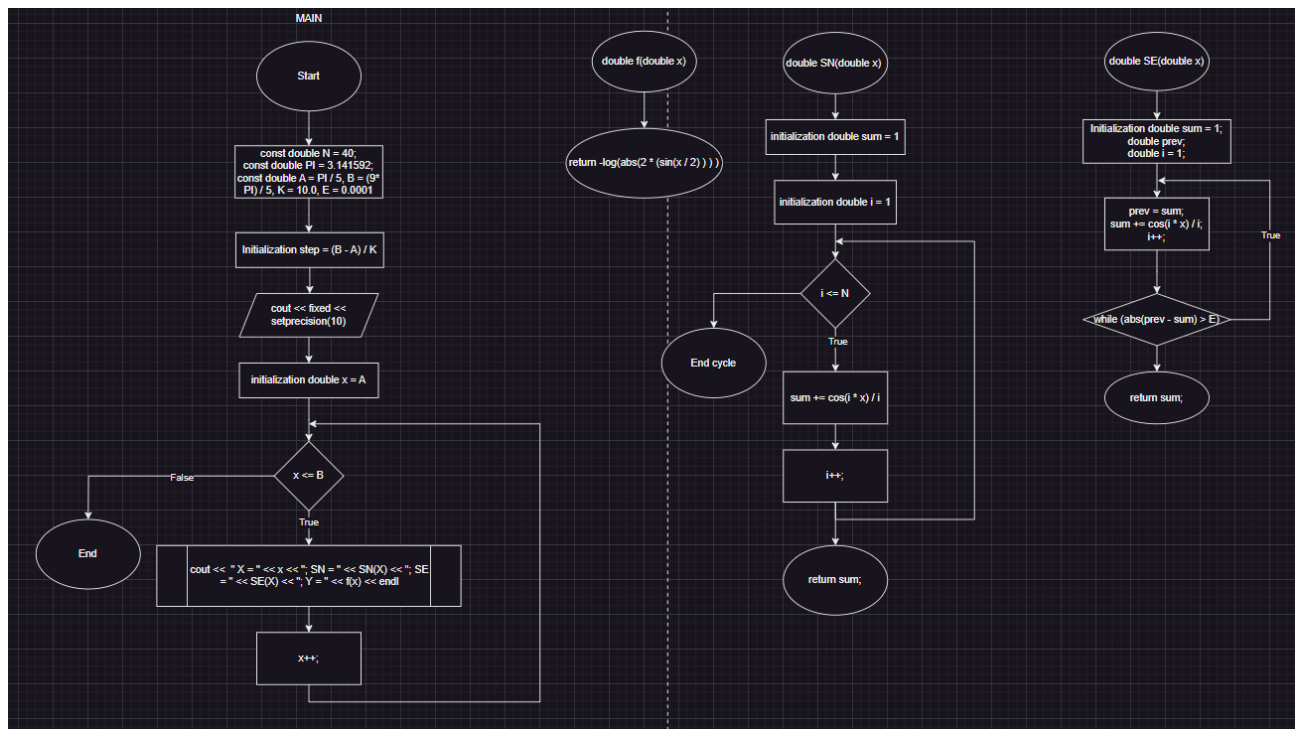 MAIN
Start
const double N = 40;
const double PI = 3.141592;
const double A = PI / 5, B = (9*
PI) / 5, K = 10.0, E = 0.0001
Initialization step = (B - A) / K
cout << fixed <<
setprecision(10)
initialization double x = A
x <= B
False
End
True
cout << " X = " << x << "; SN = " << SN(X) << "; SE
= " << SE(X) << "; Y = " << f(x) << endl
x++;
double f(double x)
return -log(abs(2 * (sin(x / 2) ) ) )
double SN(double x)
initialization double sum = 1
initialization double i = 1
i <= N
End cycle
True
sum += cos(i * x) / i
i++;
return sum;
double SE(double x)
Initialization double sum = 1;
double prev;
double i = 1;
prev = sum;
sum += cos(i * x) / i;
i++;
True
while (abs(prev - sum) > E)
return sum;